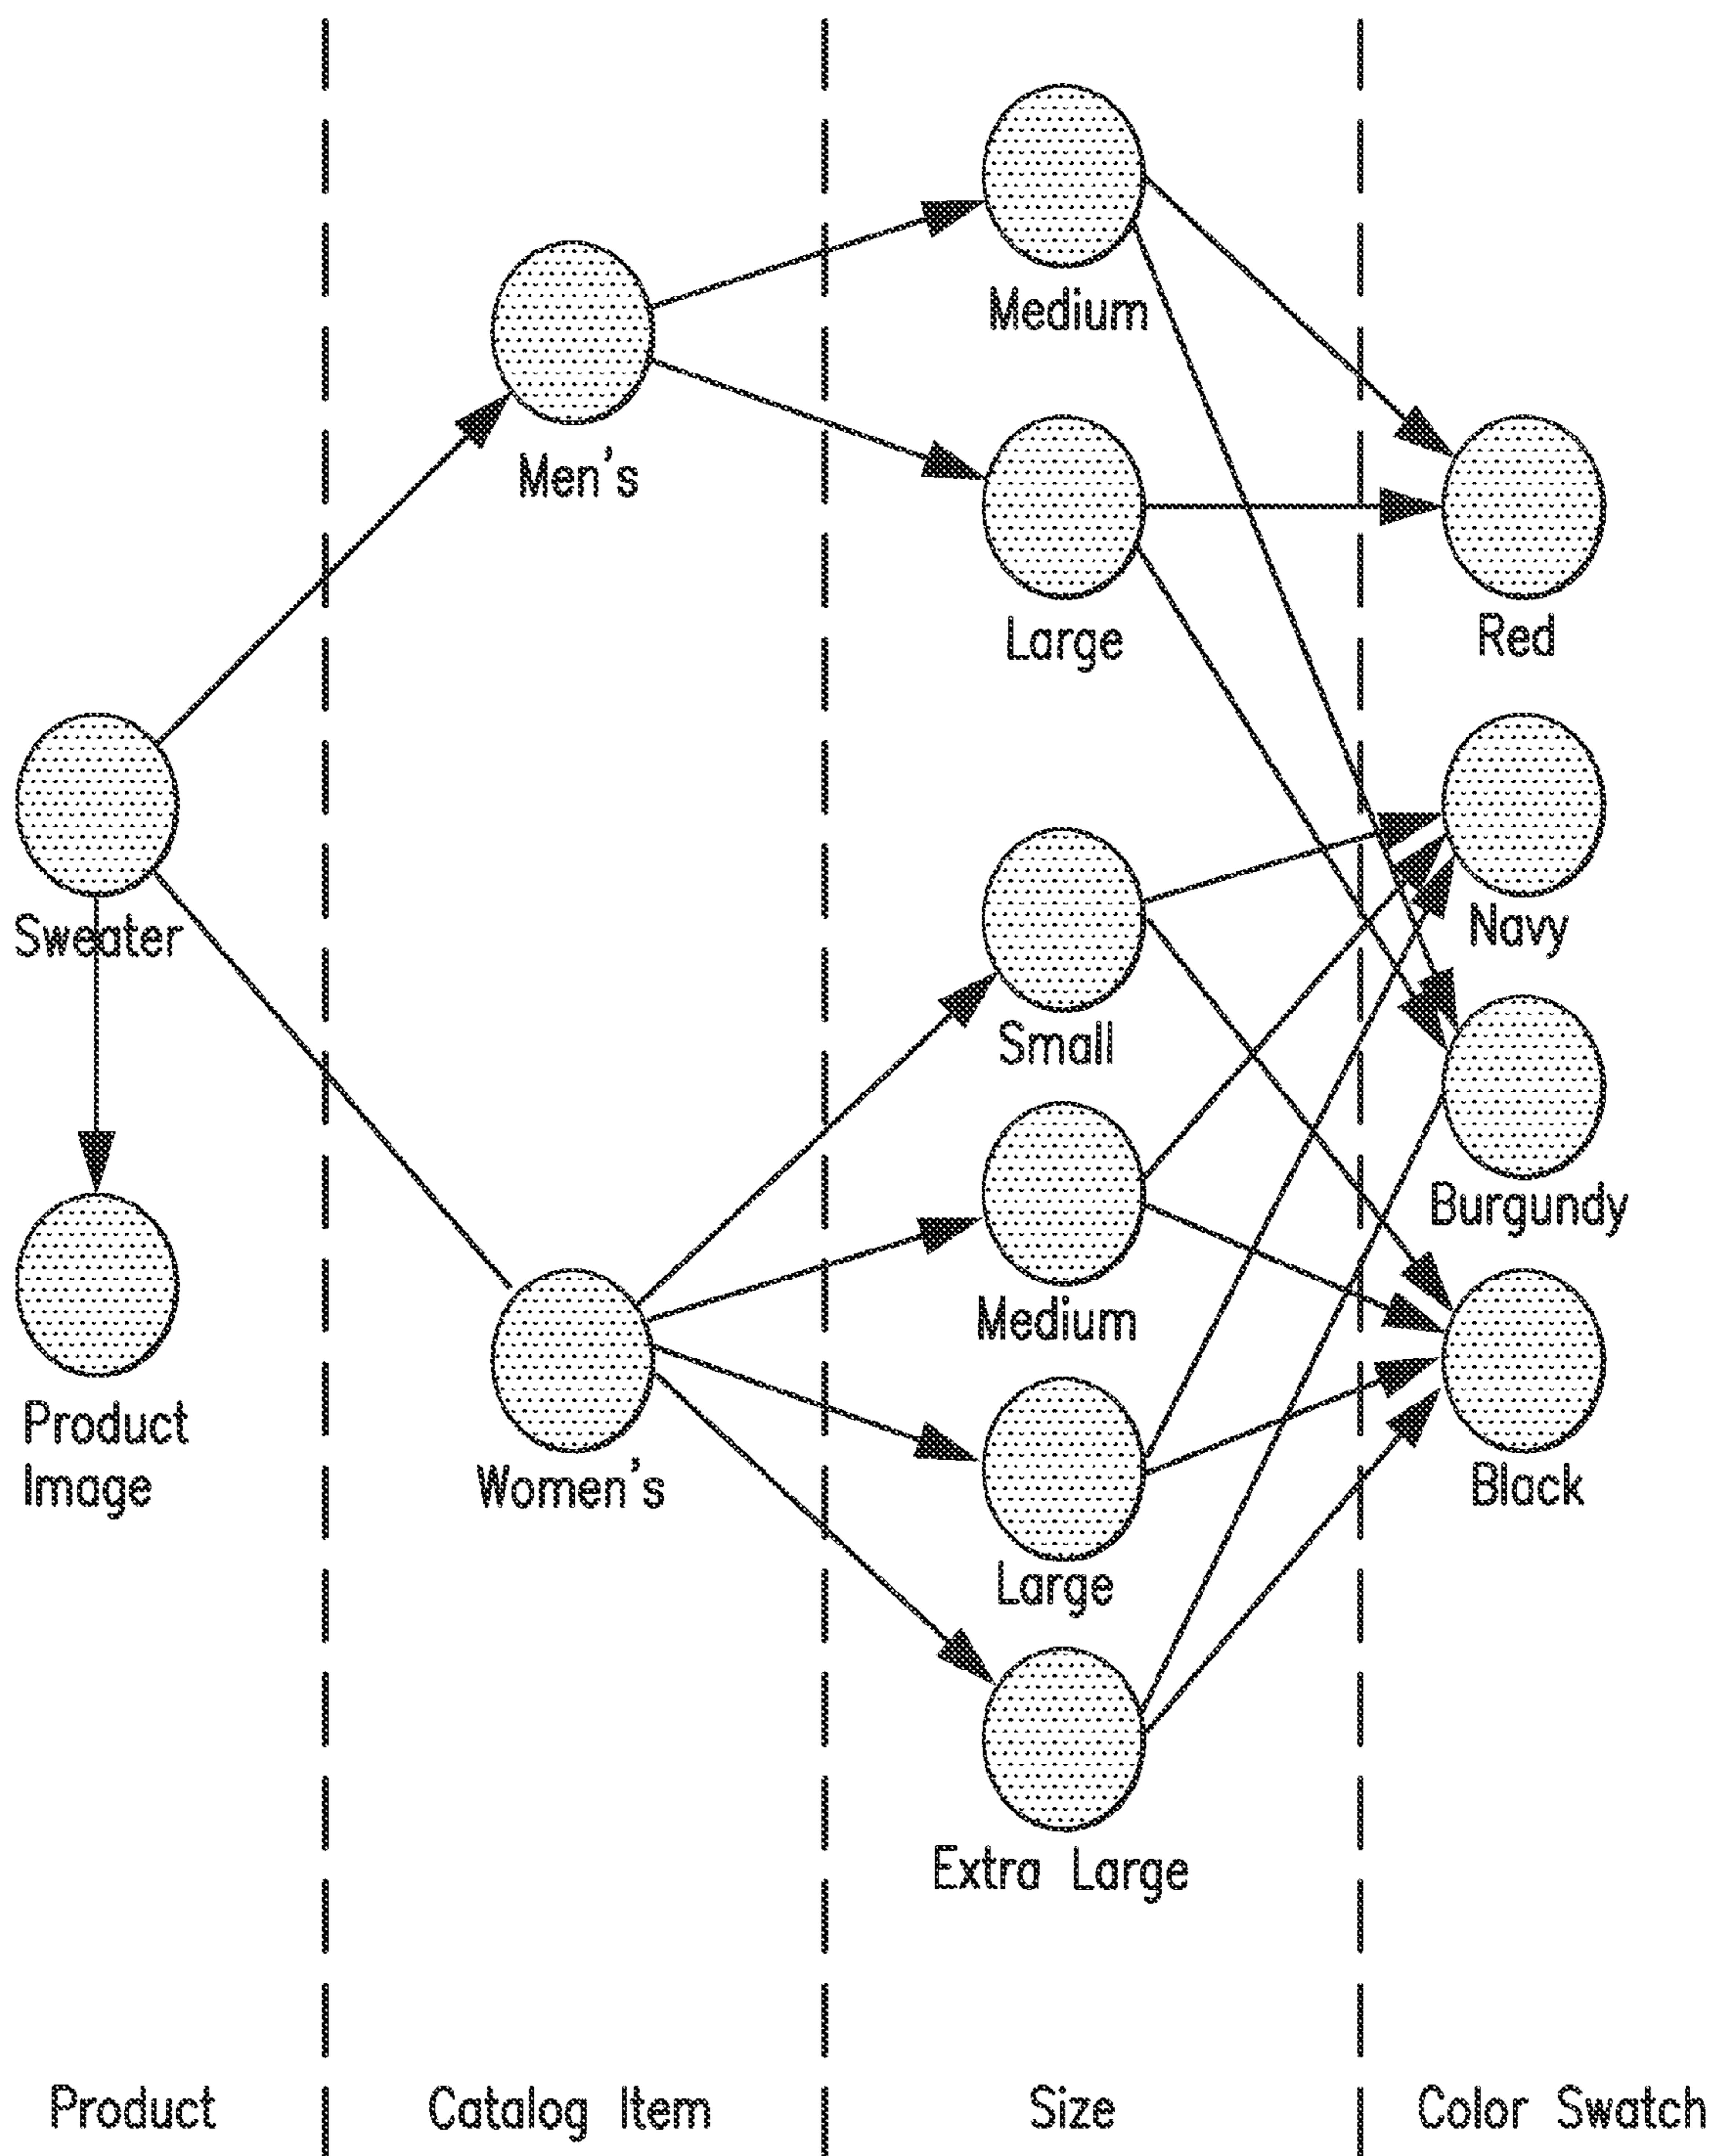 Medium
Men's
Large
Red
Sweater
Navy
Small
Burgundy
Medium
Product
Image
Women's
Black
Large
Extra Large
Product
Catalog Item
Size
Color Swatch